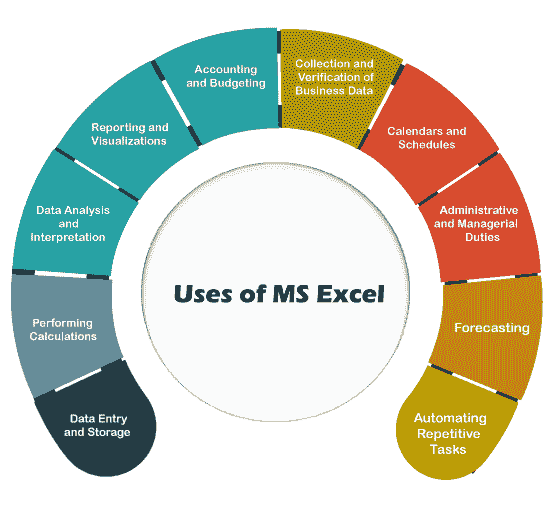 Accounting
and Budgeting
Collection and
Verification of
Business Data
Reporting and
Visualizations
Calendars and
Schedules
Data Analysis
and
Interpretation
Administrative
and Managerial
Duties
Uses of MS Excel
Performing
Calculations
Forecasting
Data Entry
and Storage
Automating
Repetitive
Tasks